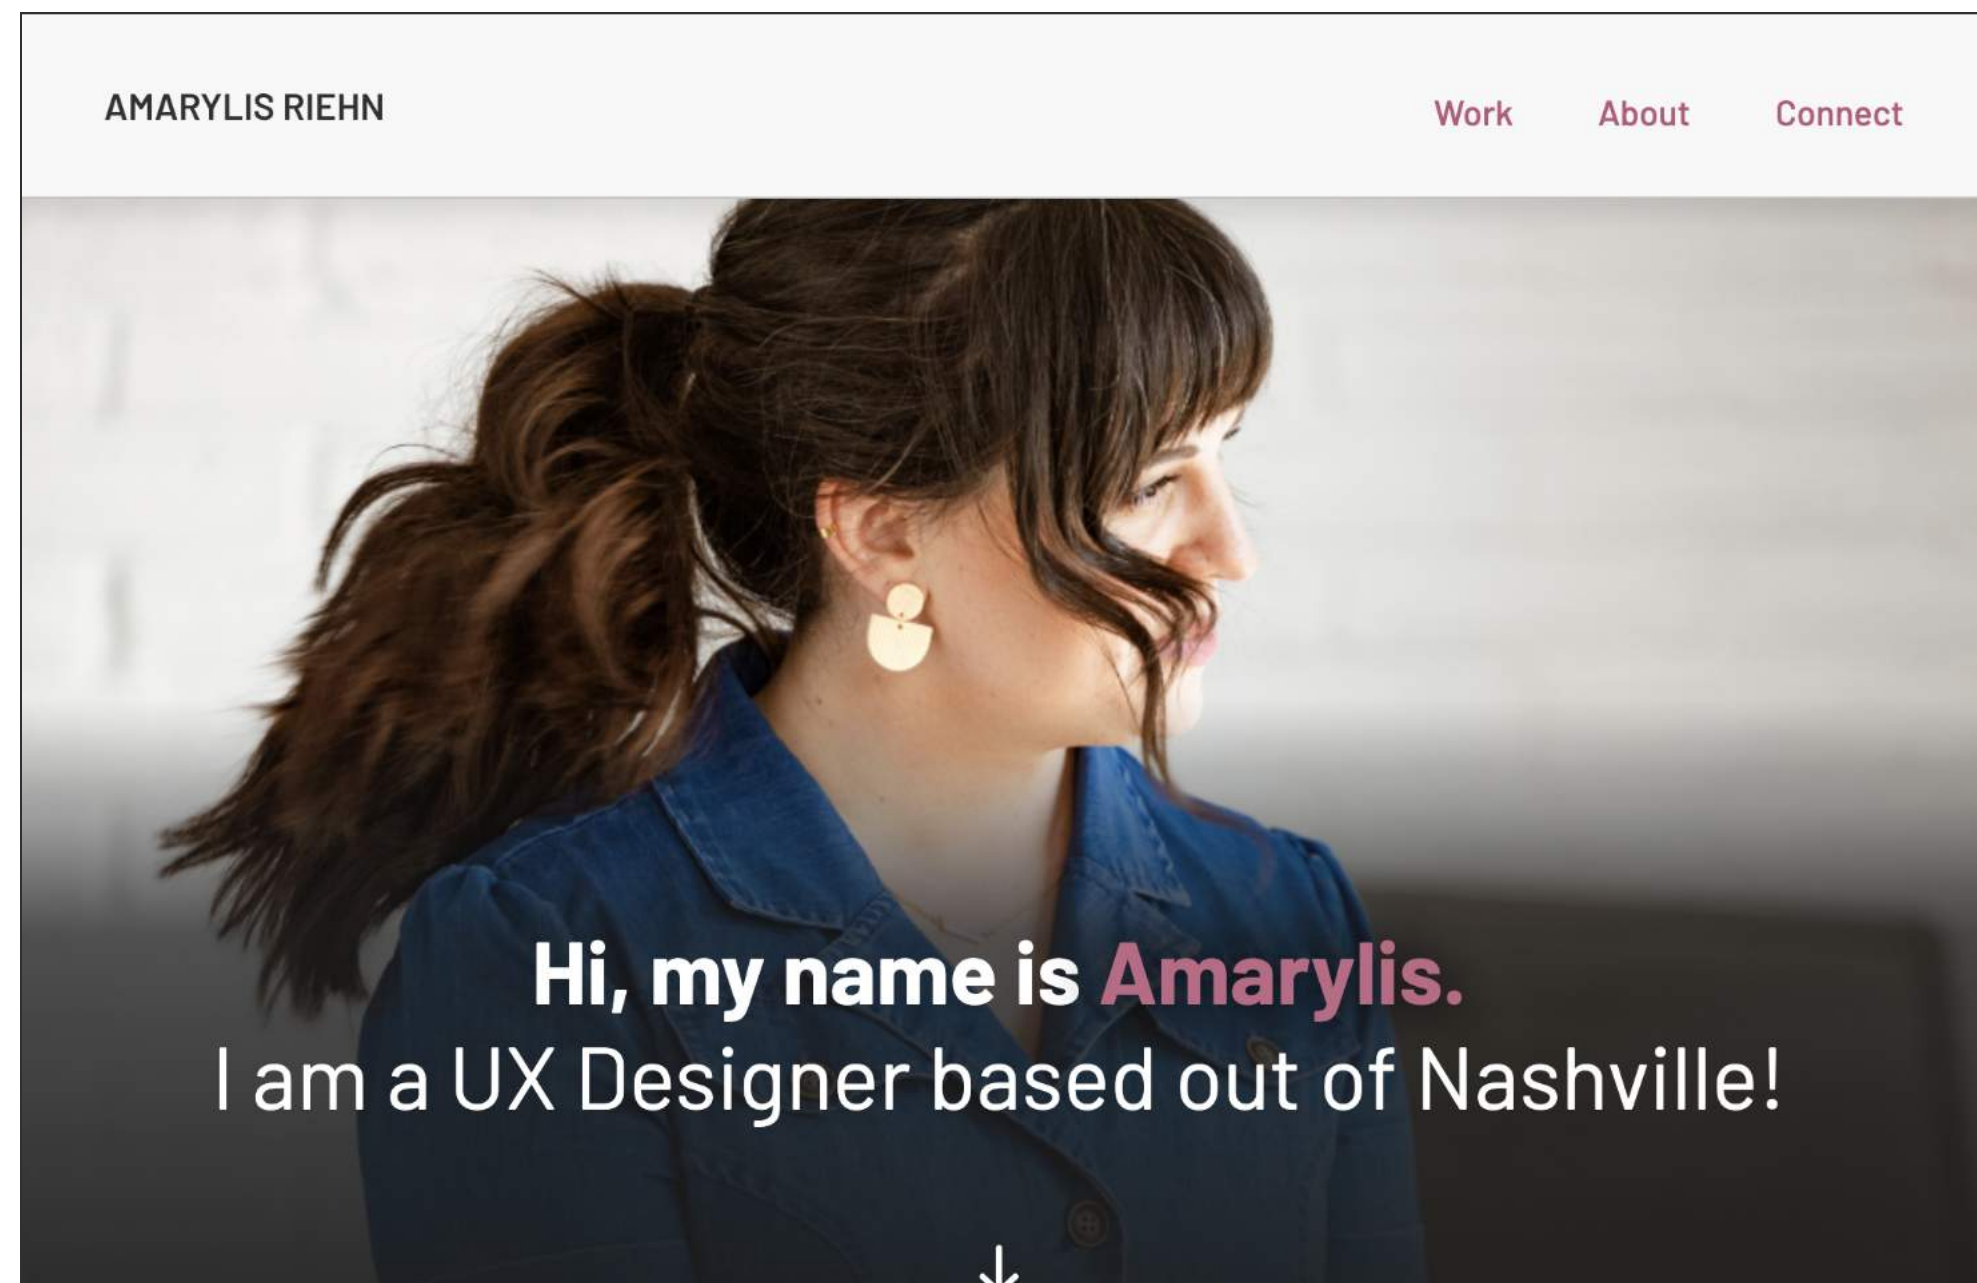 AMARYLIS RIEHN
Work About Connect
Hi, my name is Amarylis.
I am a UX Designer based out of Nashville!